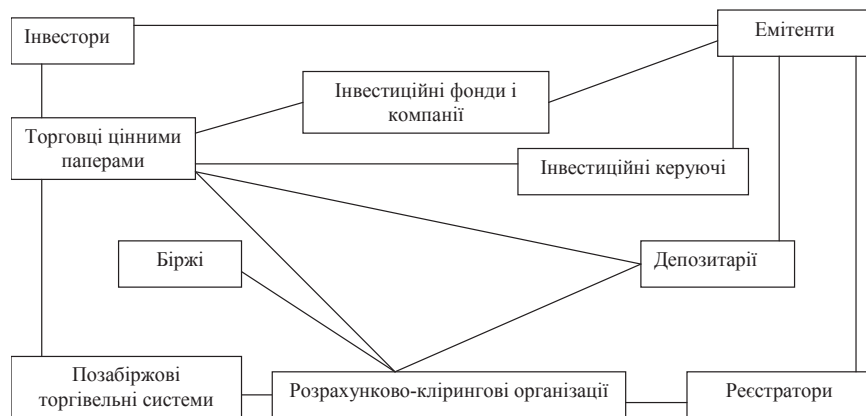 Інвестори
Емітенти
Інвестиційні фонди і
компанії
Торговці цінними
паперами
Інвестиційні керуючі
Біржі
Депозитарії
Позабіржові
торгівельні системи
Розрахунково-клірингові організації
Реєстратори